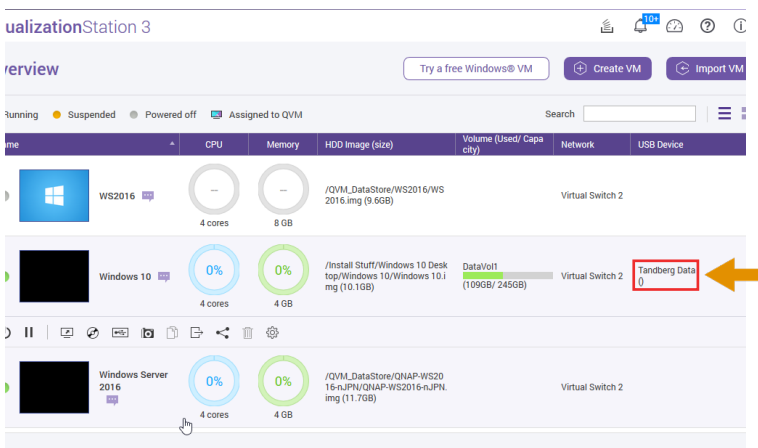 ualizationStation 3
10+
verview
Try a free Windows® VM
Create VM
Import VM
Running
Suspended
Powered off
Assigned to QVM
Search
me
CPU
Memory
HDD Image (size)
Volume (Used/ Capa
city)
Network
USB Device
WS2016
--
4 cores
--
8 GB
/QVM_DataStore/WS2016/WS
2016.img (9.6GB)
Virtual Switch 2
Windows 10
0%
4 cores
0%
4 GB
/Install Stuff/Windows 10 Desk
top/Windows 10/Windows 10.i
mg (10.1GB)
DataVol1
(109GB/ 245GB)
Virtual Switch 2
Tandberg Data
()
Windows Server
2016
0%
4 cores
0%
4 GB
/QVM_DataStore/QNAP-WS20
16-nJPN/QNAP-WS2016-nJPN.
img (11.7GB)
Virtual Switch 2